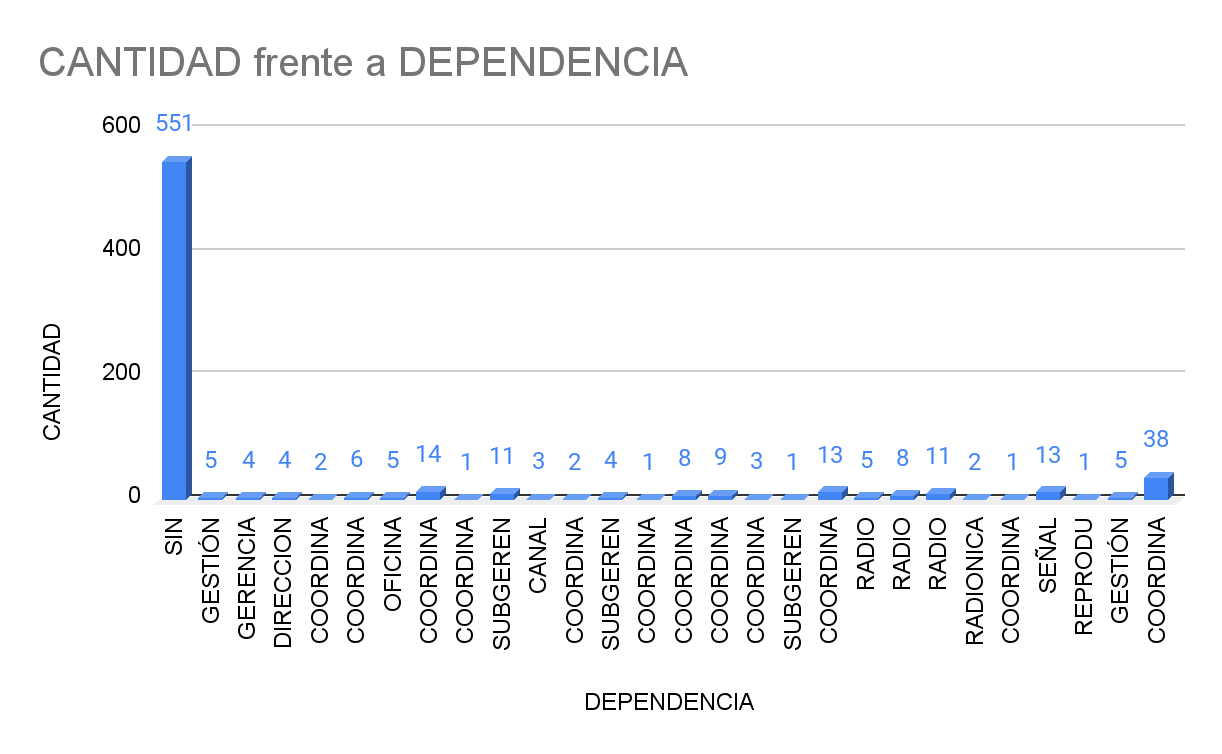 CANTIDAD frente a DEPENDENCIA
CANTIDAD
600
400
200
0
551
5
4
4
2
6
5
14
1
11
3
2
4
1
8
9
3
1
13
5
8
11
2
1
13
1
5
38
SIN
GESTIÓN
GERENCIA
DIRECCION
COORDINA
COORDINA
OFICINA
COORDINA
COORDINA
SUBGEREN
CANAL
COORDINA
SUBGEREN
COORDINA
COORDINA
COORDINA
COORDINA
SUBGEREN
COORDINA
RADIO
RADIO
RADIO
RADIONICA
COORDINA
SEÑAL
REPRODU
GESTIÓN
COORDINA
DEPENDENCIA